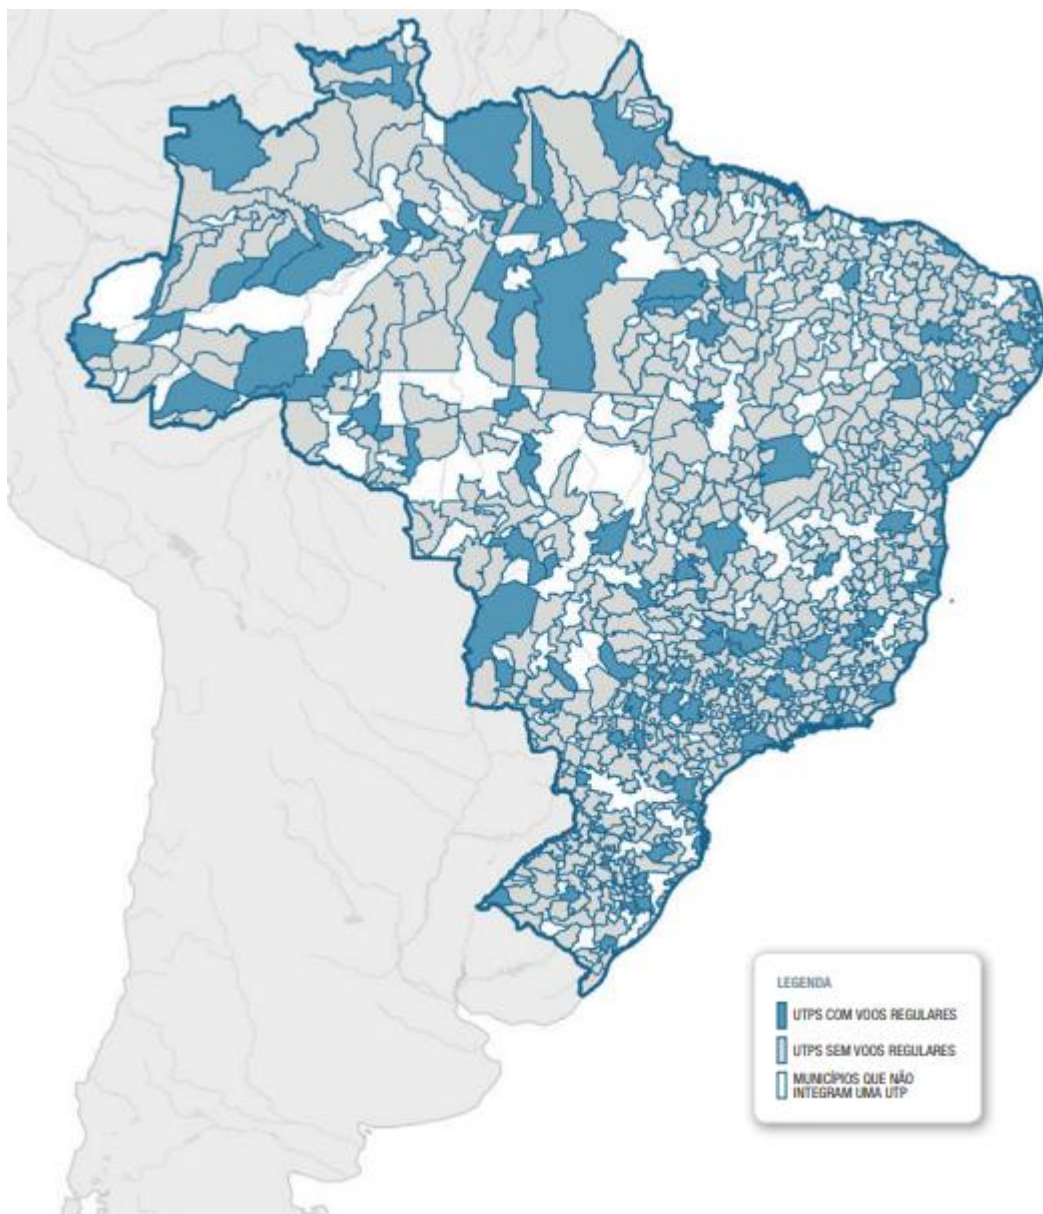 LEGENDA
UTPS COM VOOS REGULARES
UTPS SEM VOOS REGULARES
MUNICÍPIOS QUE NÃO
INTEGRAM UMA UTP